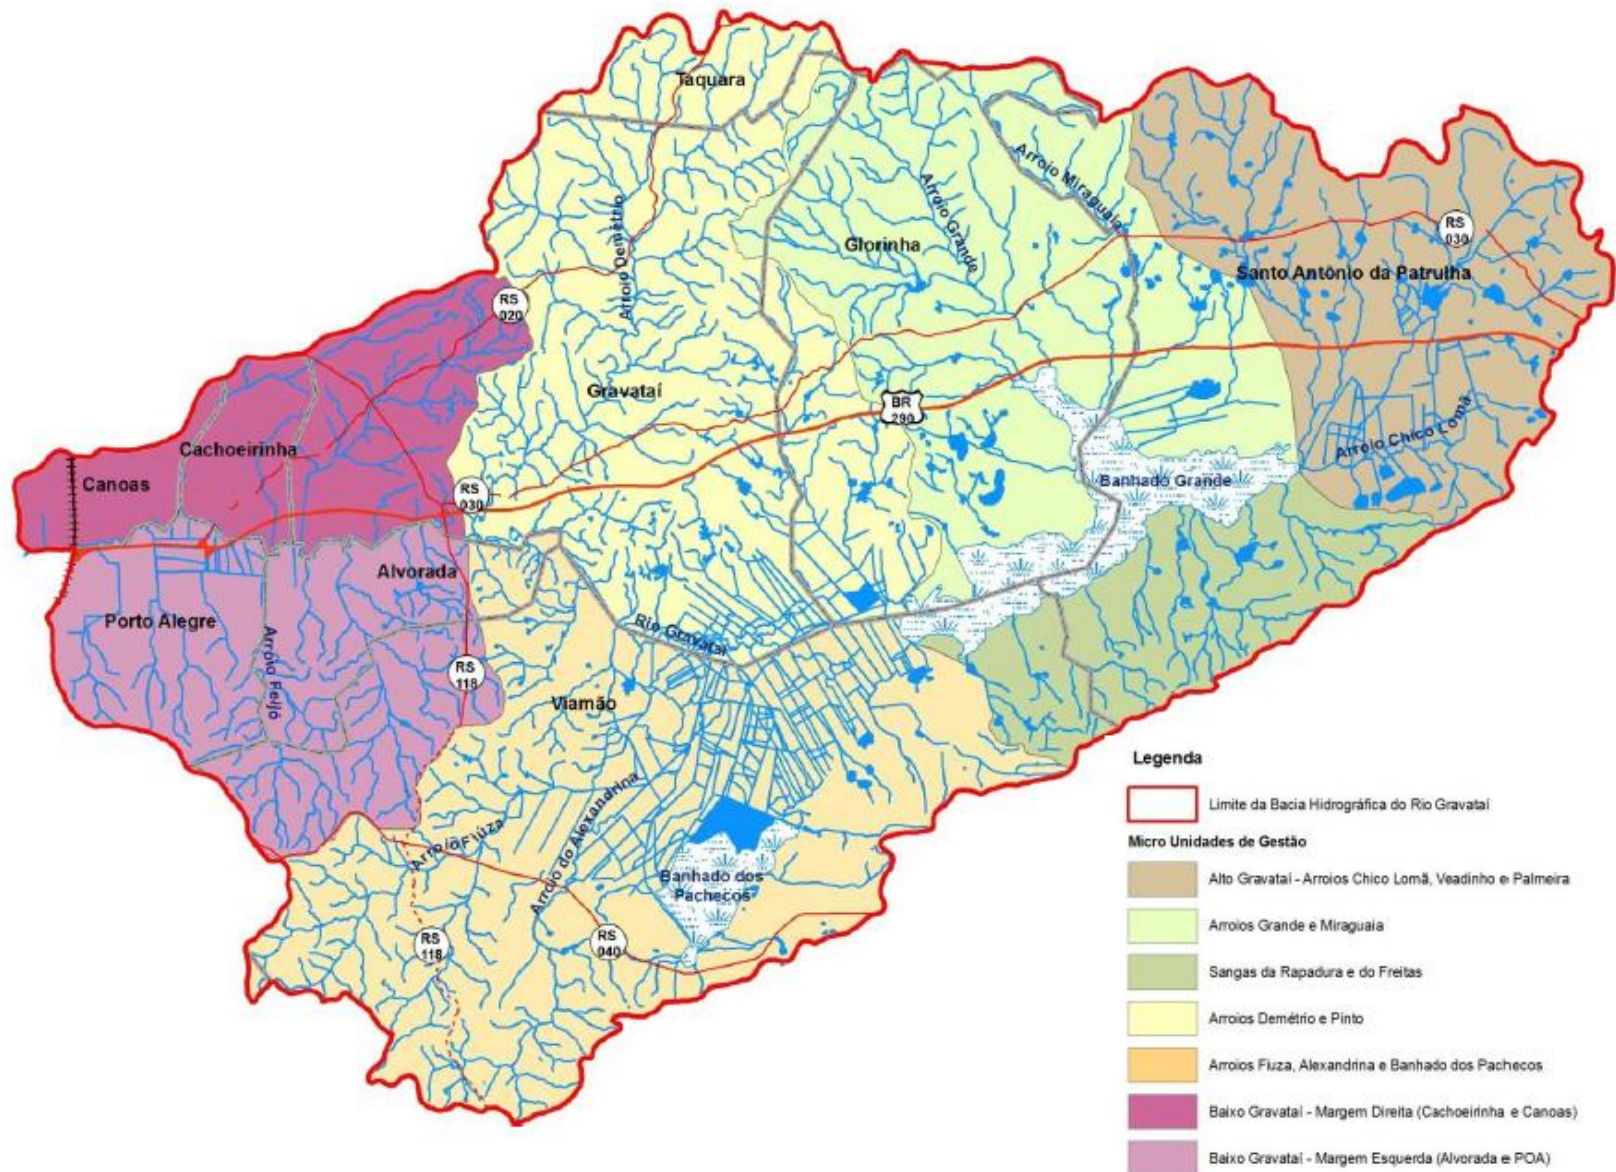 Taquara
Arroio Miraguaia
Arroio Grande
Arroio Demétrio
Glorinha
RS
030
Santo Antônio da Patrulha
RS
020
Gravataí
BR
290
Arroio Chico Lomã
Cachoeirinha
Canoas
RS
030
Banhado Grande
Alvorada
Porto Alegre
Arroio Feijó
Rio Gravataí
RS
118
Viamão
Arroio Fiúza
Arroio do Alexandrina
Banhado dos
Pachecos
RS
118
RS
040
Legenda
Limite da Bacia Hidrográfica do Rio Gravataí
Micro Unidades de Gestão
Alto Gravataí - Arroios Chico Lomã, Veadinho e Palmeira
Arroios Grande e Miraguaia
Sangas da Rapadura e do Freitas
Arroios Demétrio e Pinto
Arroios Fiuza, Alexandrina e Banhado dos Pachecos
Baixo Gravataí - Margem Direita (Cachoeirinha e Canoas)
Baixo Gravataí - Margem Esquerda (Alvorada e POA)